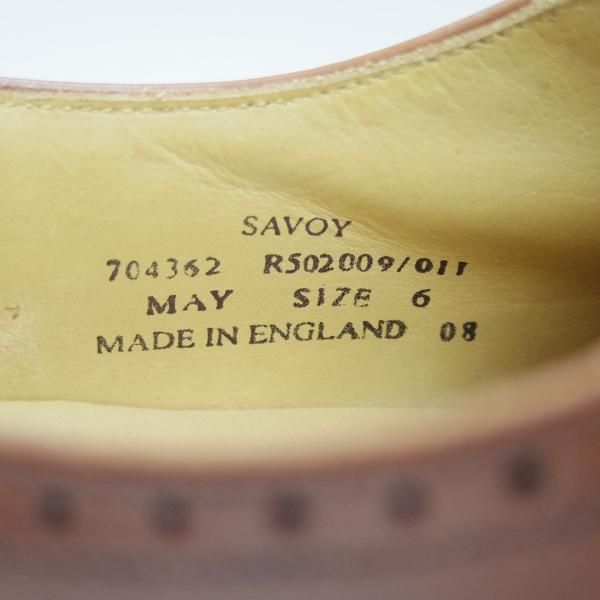 SAVOY
704362 R502009/011
MAY SIZE 6
MADE IN ENGLAND 08